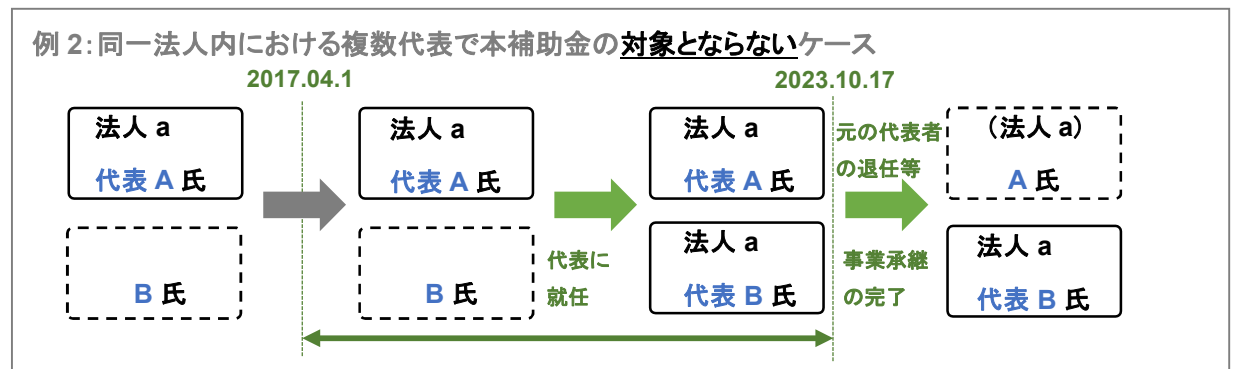 例 2：同一法人内における複数代表で本補助金の対象とならないケース
2017.04.1
2023.10.17
法人 a
代表 A 氏
B 氏
法人 a
代表 A 氏
B 氏
代表に
就任
法人 a
代表 A 氏
法人 a
代表 B 氏
元の代表者
の退任等
事業承継
の完了
（法人 a）
A 氏
法人 a
代表 B 氏